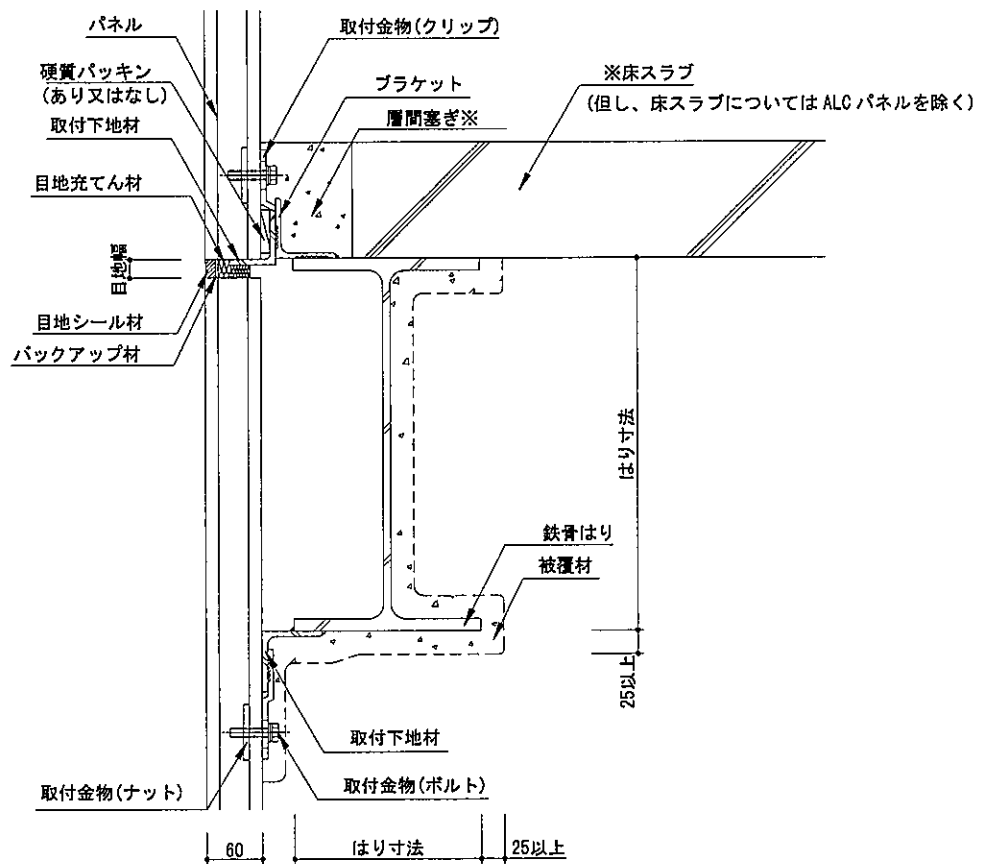 パネル
取付金物(クリップ)
硬質パッキン
(あり又はなし)
ブラケット
※床スラブ
(但し、床スラブについてはALCパネルを除く)
取付下地材
層間塞ぎ※
目地充てん材
目地幅
目地シール材
バックアップ材
はり寸法
鉄骨はり
被覆材
25以上
取付下地材
取付金物(ナット)
取付金物(ボルト)
60
はり寸法
25以上